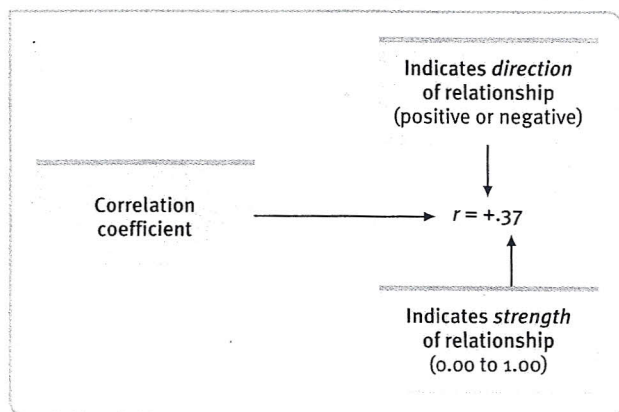 Indicates direction
of relationship
(positive or negative)
Correlation
coefficient
r = +.37
Indicates strength
of relationship
(0.00 to 1.00)